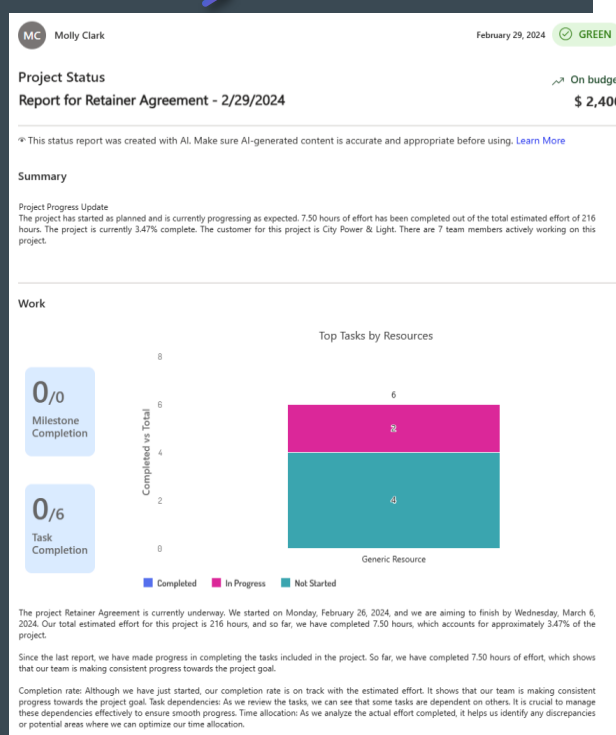 MC Molly Clark February 29, 2024 GREEN
Project Status On budge
Report for Retainer Agreement - 2/29/2024 $ 2,400
This status report was created with AI. Make sure AI-generated content is accurate and appropriate before using. Learn More
Summary
Project Progress Update
The project has started as planned and is currently progressing as expected. 7.50 hours of effort has been completed out of the total estimated effort of 216
hours. The project is currently 3.47% complete. The customer for this project is City Power & Light. There are 7 team members actively working on this
project.
Work
Top Tasks by Resources
0/0
Milestone
Completion
0/6
Task
Completion
Completed vs Total
8
6
4
2
0
6
2
4
Generic Resource
Completed In Progress Not Started
The project Retainer Agreement is currently underway. We started on Monday, February 26, 2024, and we are aiming to finish by Wednesday, March 6,
2024. Our total estimated effort for this project is 216 hours, and so far, we have completed 7.50 hours, which accounts for approximately 3.47% of the
project.
Since the last report, we have made progress in completing the tasks included in the project. So far, we have completed 7.50 hours of effort, which shows
that our team is making consistent progress towards the project goal.
Completion rate: Although we have just started, our completion rate is on track with the estimated effort. It shows that our team is making consistent
progress towards the project goal. Task dependencies: As we review the tasks, we can see that some tasks are dependent on others. It is crucial to manage
these dependencies effectively to ensure smooth progress. Time allocation: As we analyze the actual effort completed, it helps us identify any discrepancies
or potential areas where we can optimize our time allocation.